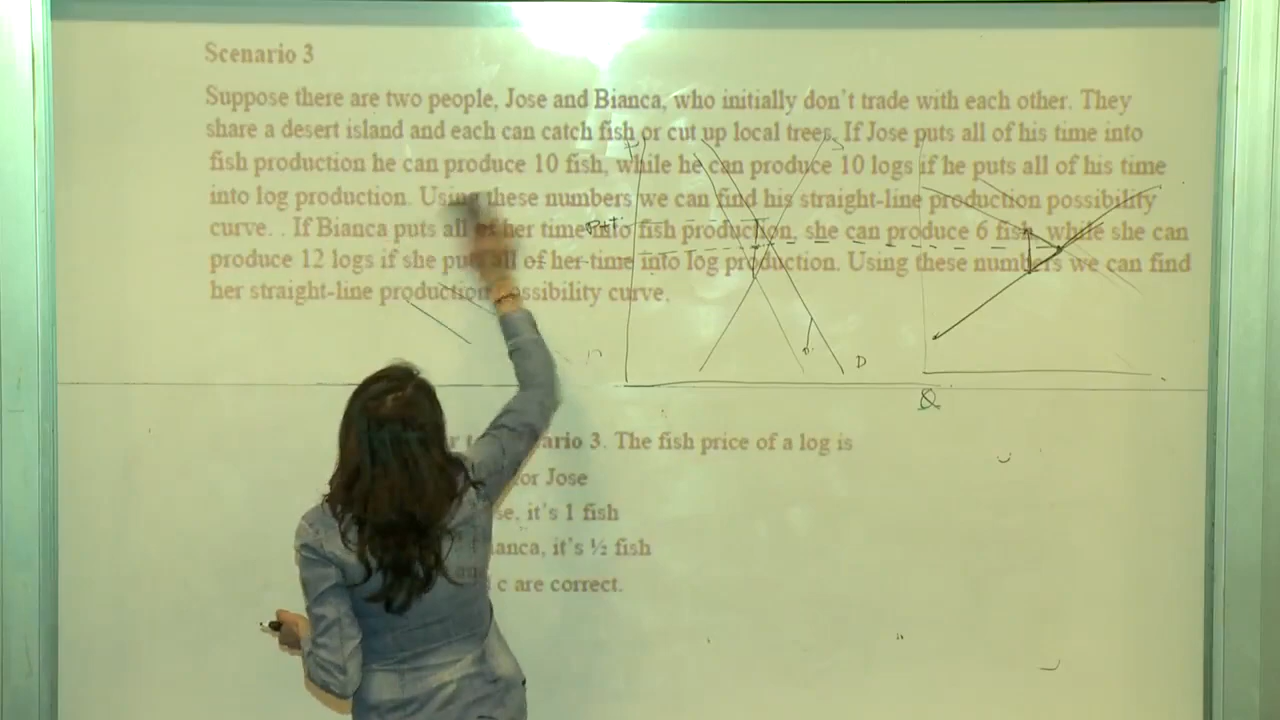 Scenario 3
Suppose there are two people, Jose and Bianca, who initially don't trade with each other. They
share a desert island and each can catch fish or cut up local trees. If Jose puts all of his time into
fish production he can produce 10 fish, while he can produce 10 logs if he puts all of his time
into log production. Using these numbers we can find his straight-line production possibility
curve. . If Bianca puts all of her time into fish production, she can produce 6 fish, while she can
produce 12 logs if she puts all of her time into log production. Using these numbers we can find
her straight-line production possibility curve.
S
D
Q
ario 3. The fish price of a log is
for Jose
se, it's 1 fish
anca, it's ½ fish
c are correct.